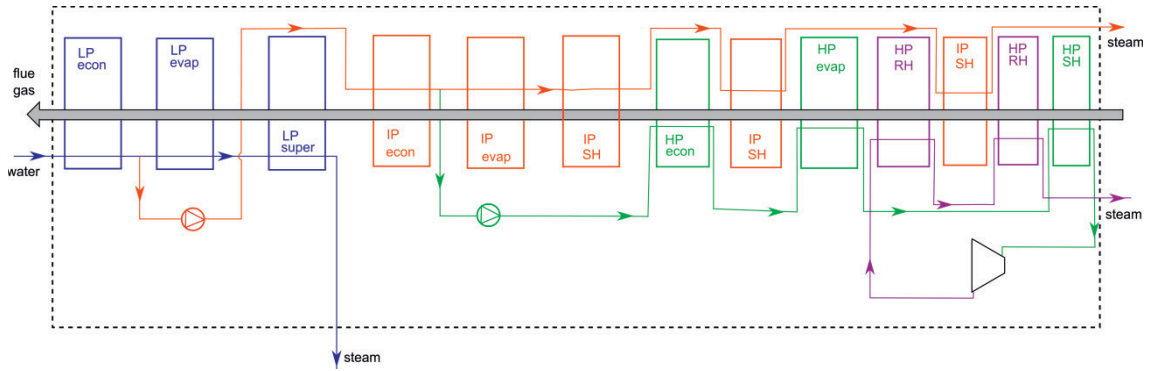 LP
econ
LP
evap
LP
super
IP
econ
IP
evap
IP
SH
HP
econ
IP
SH
HP
evap
HP
RH
IP
SH
HP
RH
HP
SH
steam
flue
gas
water
steam
steam